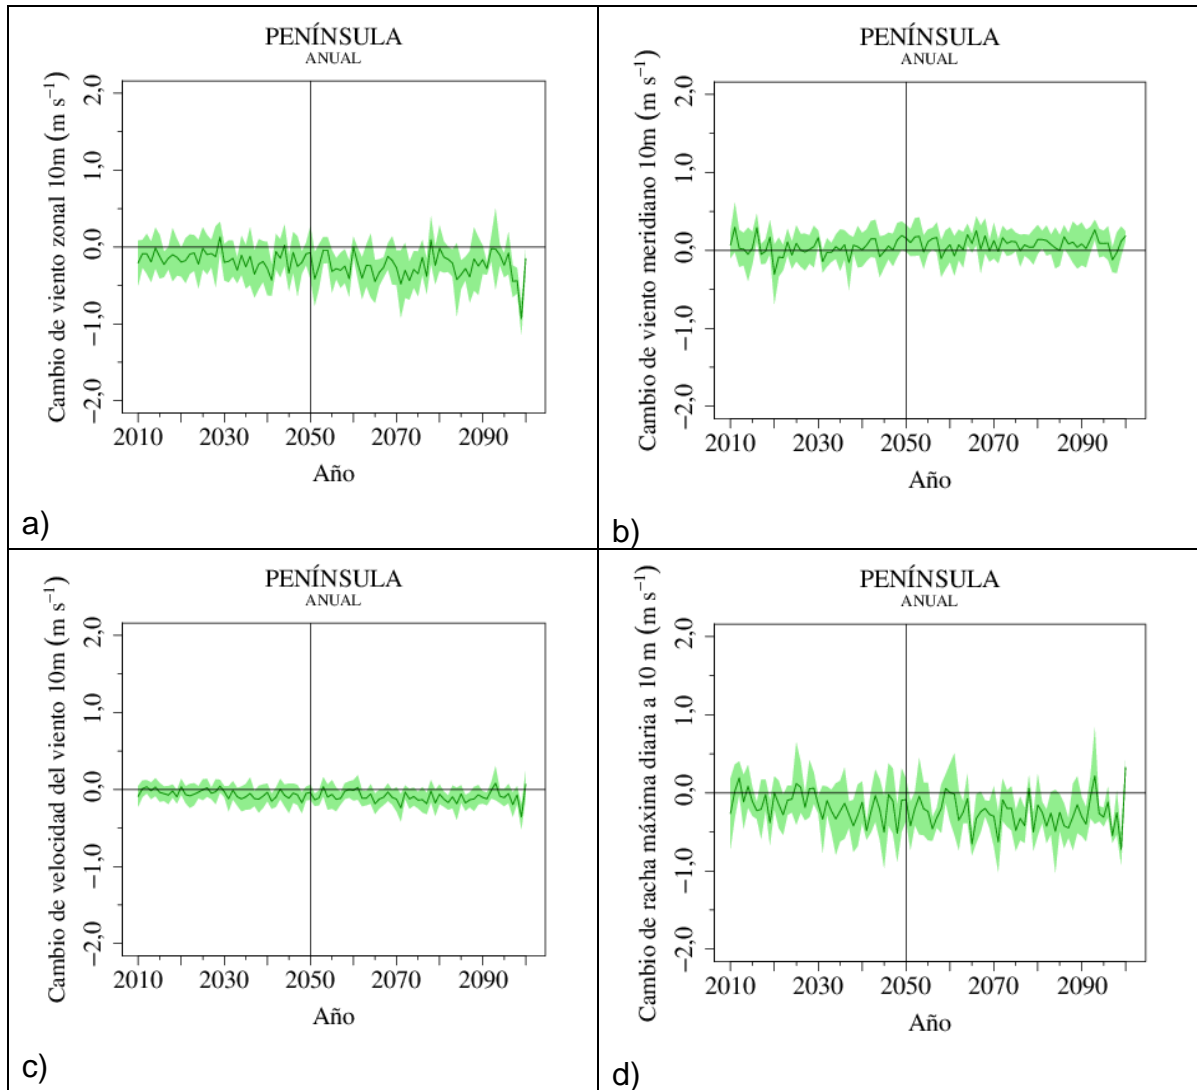 PENÍNSULA
ANUAL
Cambio de viento zonal 10m (m s⁻¹)
2,0
1,0
0,0
−1,0
−2,0
2010 2030 2050 2070 2090
Año
a)
PENÍNSULA
ANUAL
Cambio de viento meridiano 10m (m s⁻¹)
2,0
1,0
0,0
−1,0
−2,0
2010 2030 2050 2070 2090
Año
b)
PENÍNSULA
ANUAL
Cambio de velocidad del viento 10m (m s⁻¹)
2,0
1,0
0,0
−1,0
−2,0
2010 2030 2050 2070 2090
Año
c)
PENÍNSULA
ANUAL
Cambio de racha máxima diaria a 10 m (m s⁻¹)
2,0
1,0
0,0
−1,0
−2,0
2010 2030 2050 2070 2090
Año
d)